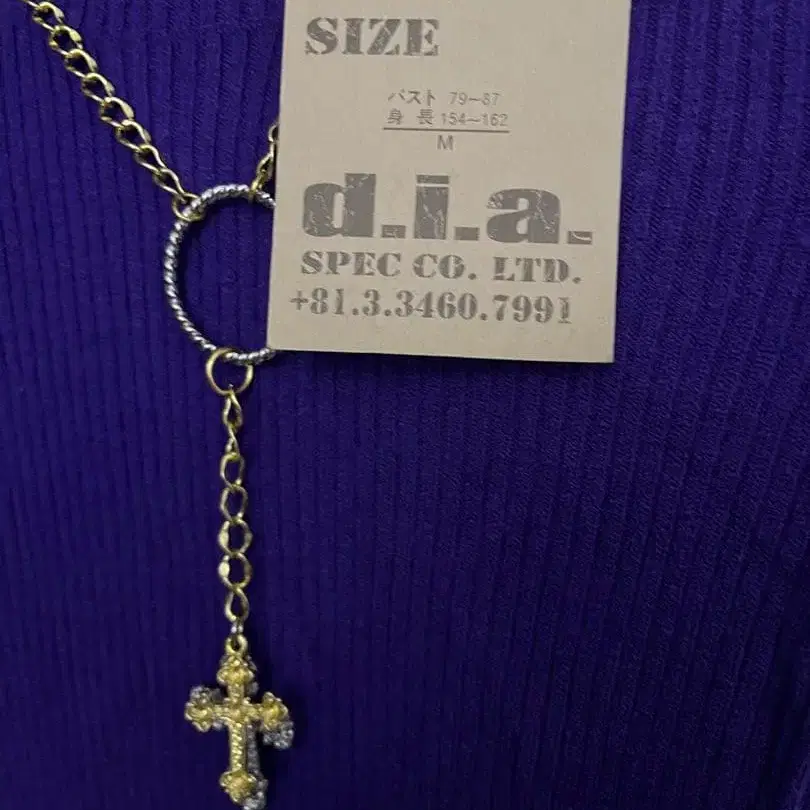 SIZE
バスト 79-87
身 長 154-162
M
d.i.a.
SPEC CO. LTD.
+81.3.3460.7991